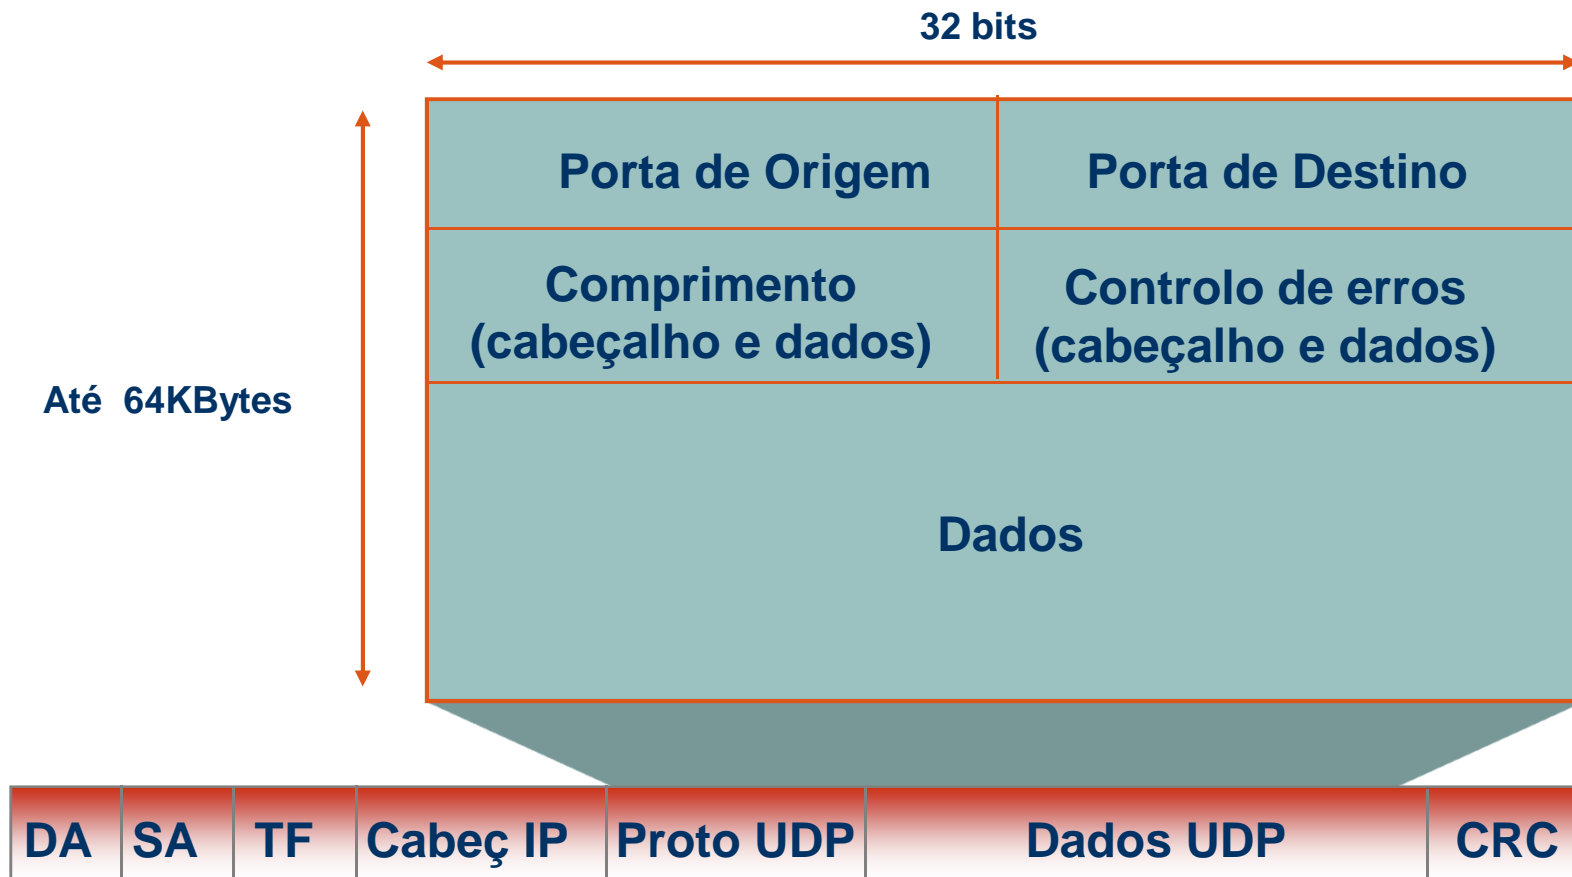 32 bits
Porta de Origem
Porta de Destino
Comprimento
(cabeçalho e dados)
Controlo de erros
(cabeçalho e dados)
Até 64KBytes
Dados
DA
SA
TF
Cabeç IP
Proto UDP
Dados UDP
CRC